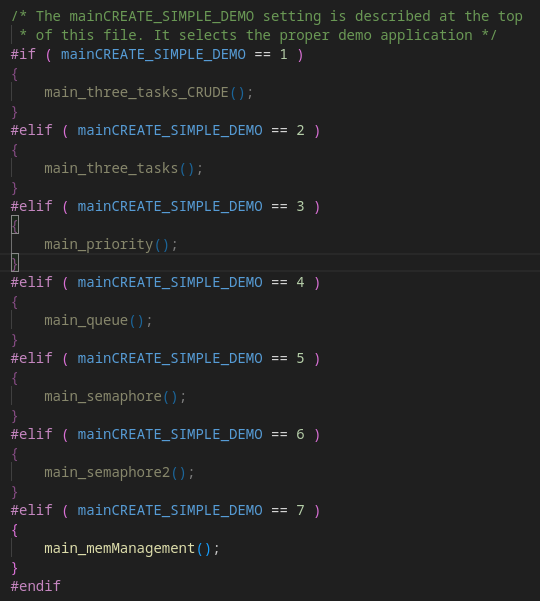 /* The mainCREATE_SIMPLE_DEMO setting is described at the top
 * of this file. It selects the proper demo application */
#if ( mainCREATE_SIMPLE_DEMO == 1 )
{
    main_three_tasks_CRUDE();
}
#elif ( mainCREATE_SIMPLE_DEMO == 2 )
{
    main_three_tasks();
}
#elif ( mainCREATE_SIMPLE_DEMO == 3 )
{
    main_priority();
}
#elif ( mainCREATE_SIMPLE_DEMO == 4 )
{
    main_queue();
}
#elif ( mainCREATE_SIMPLE_DEMO == 5 )
{
    main_semaphore();
}
#elif ( mainCREATE_SIMPLE_DEMO == 6 )
{
    main_semaphore2();
}
#elif ( mainCREATE_SIMPLE_DEMO == 7 )
{
    main_memManagement();
}
#endif